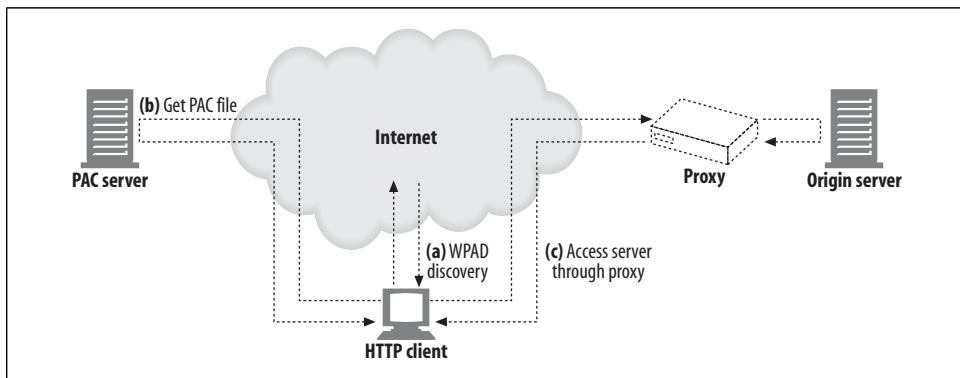 (b) Get PAC file
Internet
PAC server
Proxy
Origin server
(a) WPAD
discovery
(c) Access server
through proxy
HTTP client